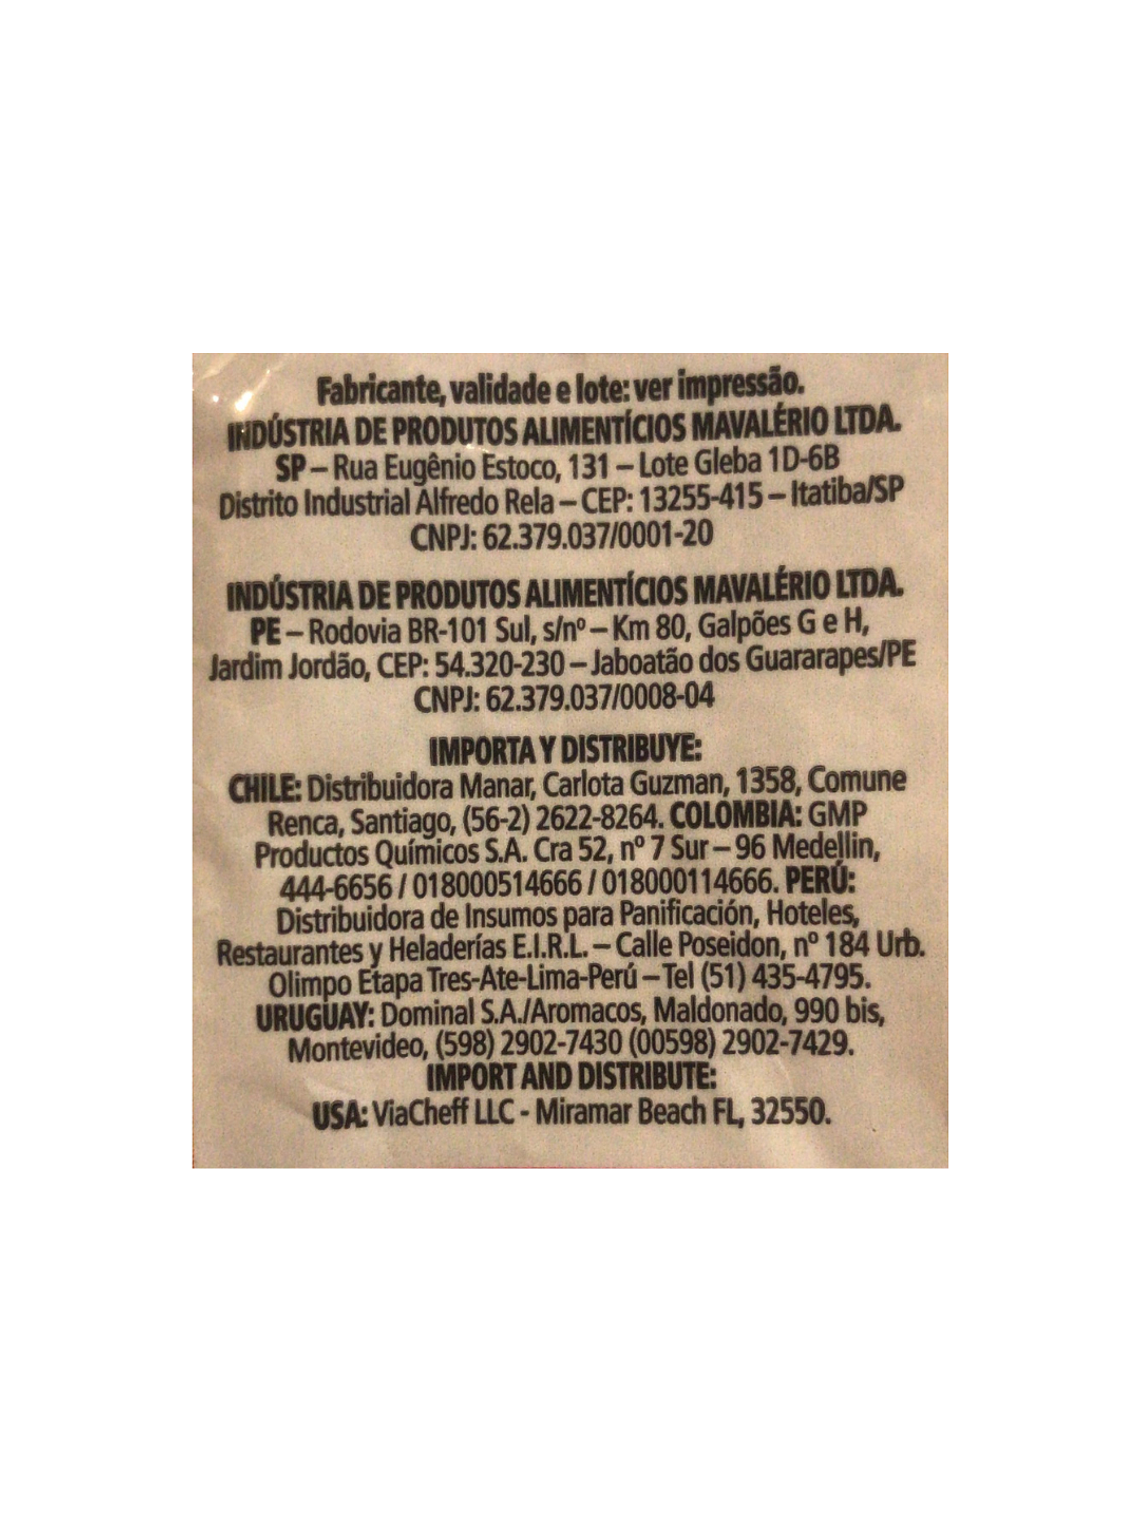 Fabricante, validade e lote: ver impressão.
INDÚSTRIA DE PRODUTOS ALIMENTÍCIOS MAVALÉRIO LTDA.
SP – Rua Eugênio Estoco, 131 – Lote Gleba 1D-6B
Distrito Industrial Alfredo Rela – CEP: 13255-415 – Itatiba/SP
CNPJ: 62.379.037/0001-20
INDÚSTRIA DE PRODUTOS ALIMENTÍCIOS MAVALÉRIO LTDA.
PE – Rodovia BR-101 Sul, s/nº – Km 80, Galpões G e H,
Jardim Jordão, CEP: 54.320-230 – Jaboatão dos Guararapes/PE
CNPJ: 62.379.037/0008-04
IMPORTA Y DISTRIBUYE:
CHILE: Distribuidora Manar, Carlota Guzman, 1358, Comune
Renca, Santiago, (56-2) 2622-8264. COLOMBIA: GMP
Productos Químicos S.A. Cra 52, nº 7 Sur – 96 Medellin,
444-6656 / 018000514666 / 018000114666. PERÚ:
Distribuidora de Insumos para Panificación, Hoteles,
Restaurantes y Heladerías E.I.R.L. – Calle Poseidon, nº 184 Urb.
Olimpo Etapa Tres-Ate-Lima-Perú – Tel (51) 435-4795.
URUGUAY: Dominal S.A./Aromacos, Maldonado, 990 bis,
Montevideo, (598) 2902-7430 (00598) 2902-7429.
IMPORT AND DISTRIBUTE:
USA: ViaCheff LLC - Miramar Beach FL, 32550.